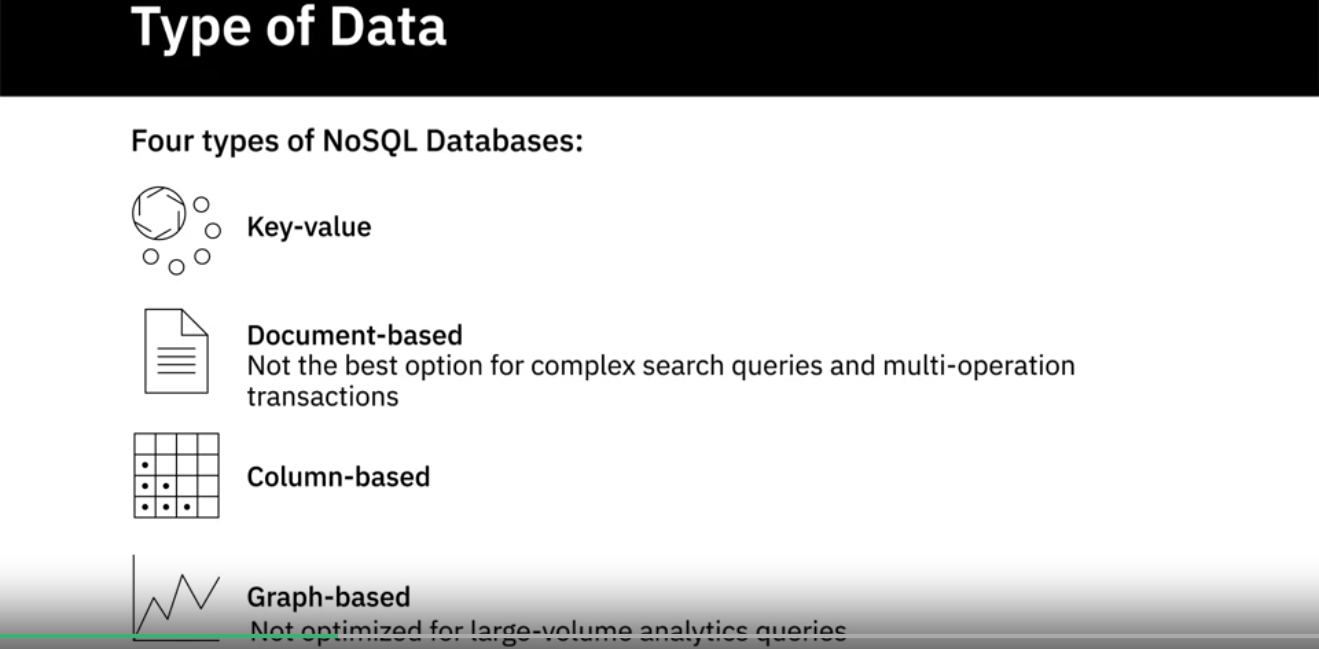 Type of Data
Four types of NoSQL Databases:
Key-value
Document-based
Not the best option for complex search queries and multi-operation
transactions
Column-based
Graph-based
Not optimized for large-volume analytics queries